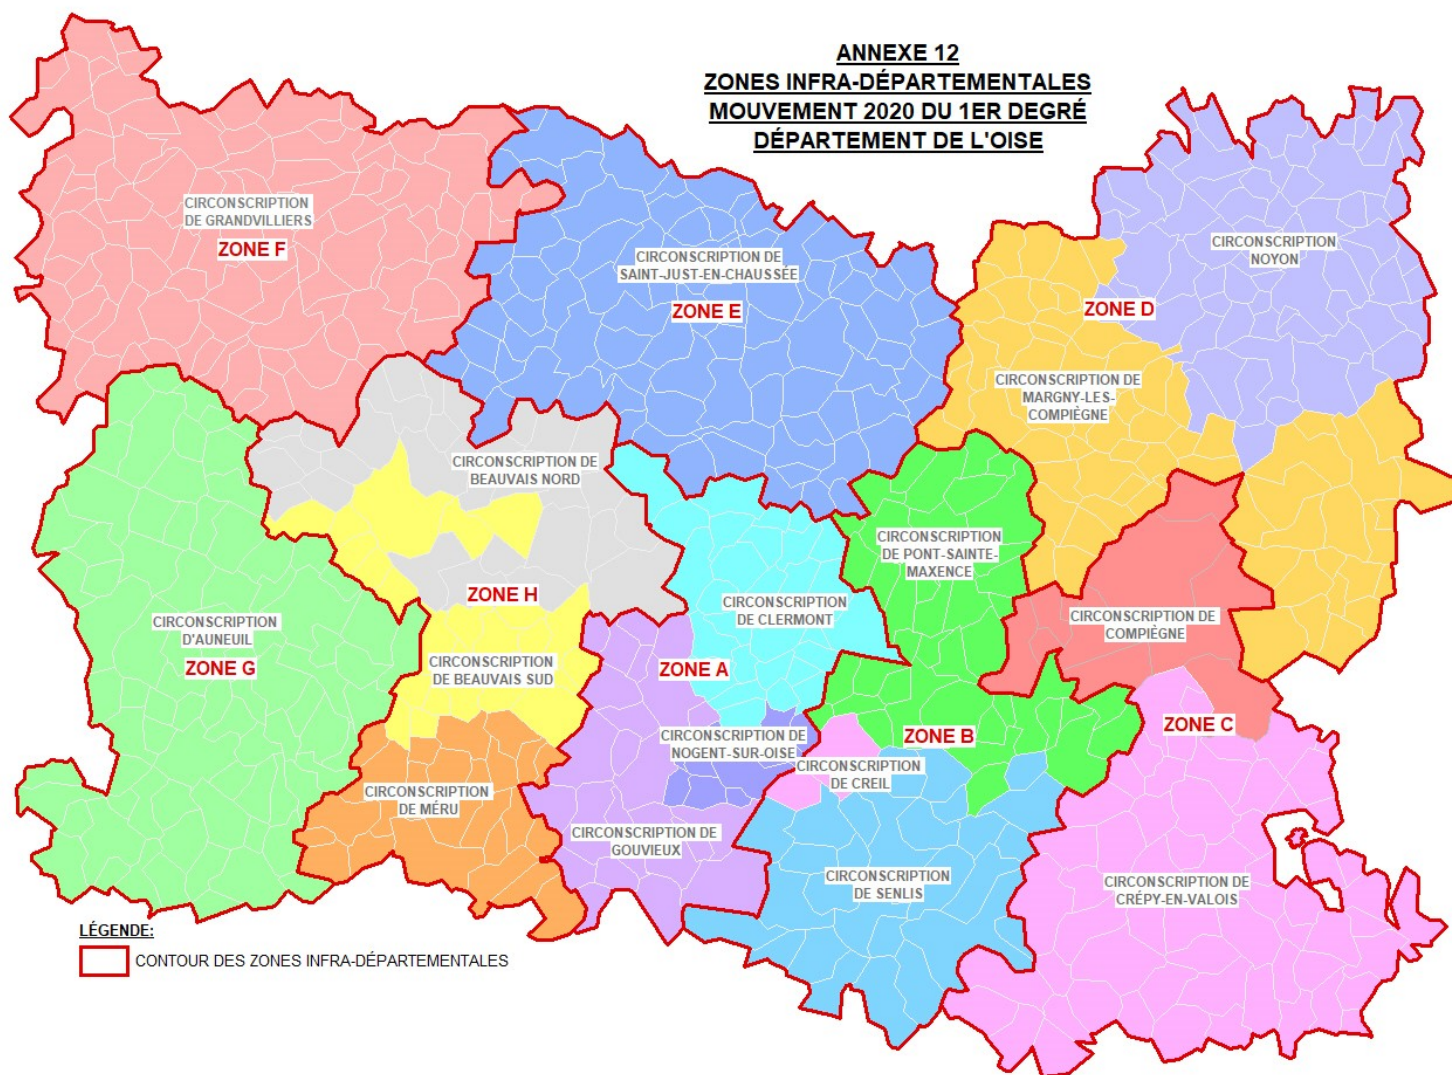 ANNEXE 12
ZONES INFRA-DÉPARTEMENTALES
MOUVEMENT 2020 DU 1ER DEGRÉ
DÉPARTEMENT DE L'OISE
CIRCONSCRIPTION
DE GRANDVILLIERS
ZONE F
CIRCONSCRIPTION DE
SAINT-JUST-EN-CHAUSSÉE
ZONE E
CIRCONSCRIPTION
NOYON
ZONE D
CIRCONSCRIPTION DE
MARGNY-LES-
COMPIÈGNE
CIRCONSCRIPTION DE
BEAUVAIS NORD
CIRCONSCRIPTION
DE PONT-SAINTE-
MAXENCE
ZONE H
CIRCONSCRIPTION
DE CLERMONT
CIRCONSCRIPTION DE
COMPIÈGNE
CIRCONSCRIPTION
D'AUNEUIL
ZONE G
CIRCONSCRIPTION
DE BEAUVAIS SUD
ZONE A
CIRCONSCRIPTION DE
NOGENT-SUR-OISE
ZONE B
ZONE C
CIRCONSCRIPTION
DE CREIL
CIRCONSCRIPTION
DE MÉRU
CIRCONSCRIPTION DE
GOUVIEUX
CIRCONSCRIPTION
DE SENLIS
CIRCONSCRIPTION DE
CRÉPY-EN-VALOIS
LÉGENDE:
CONTOUR DES ZONES INFRA-DÉPARTEMENTALES